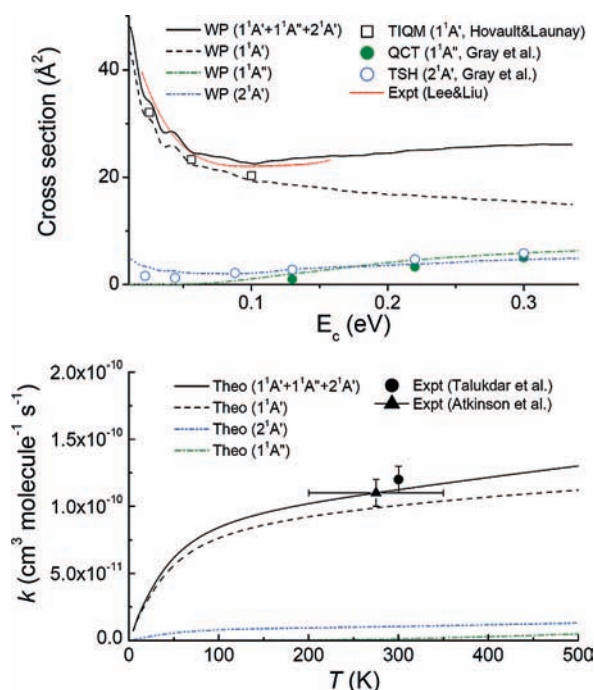 WP (1¹A'+1¹A"+2¹A')
WP (1¹A')
WP (1¹A")
WP (2¹A')
TIQM (1¹A', Hovault&Launay)
QCT (1¹A", Gray et al.)
TSH (2¹A', Gray et al.)
Expt (Lee&Liu)
Cross section (Å²)
40
20
0
0.1
0.2
0.3
E_c (eV)
2.0x10⁻¹⁰
1.5x10⁻¹⁰
1.0x10⁻¹⁰
5.0x10⁻¹¹
0.0
k (cm³ molecule⁻¹ s⁻¹)
Theo (1¹A'+1¹A"+2¹A')
Theo (1¹A')
Theo (2¹A')
Theo (1¹A")
Expt (Talukdar et al.)
Expt (Atkinson et al.)
0 100 200 300 400 500
T (K)